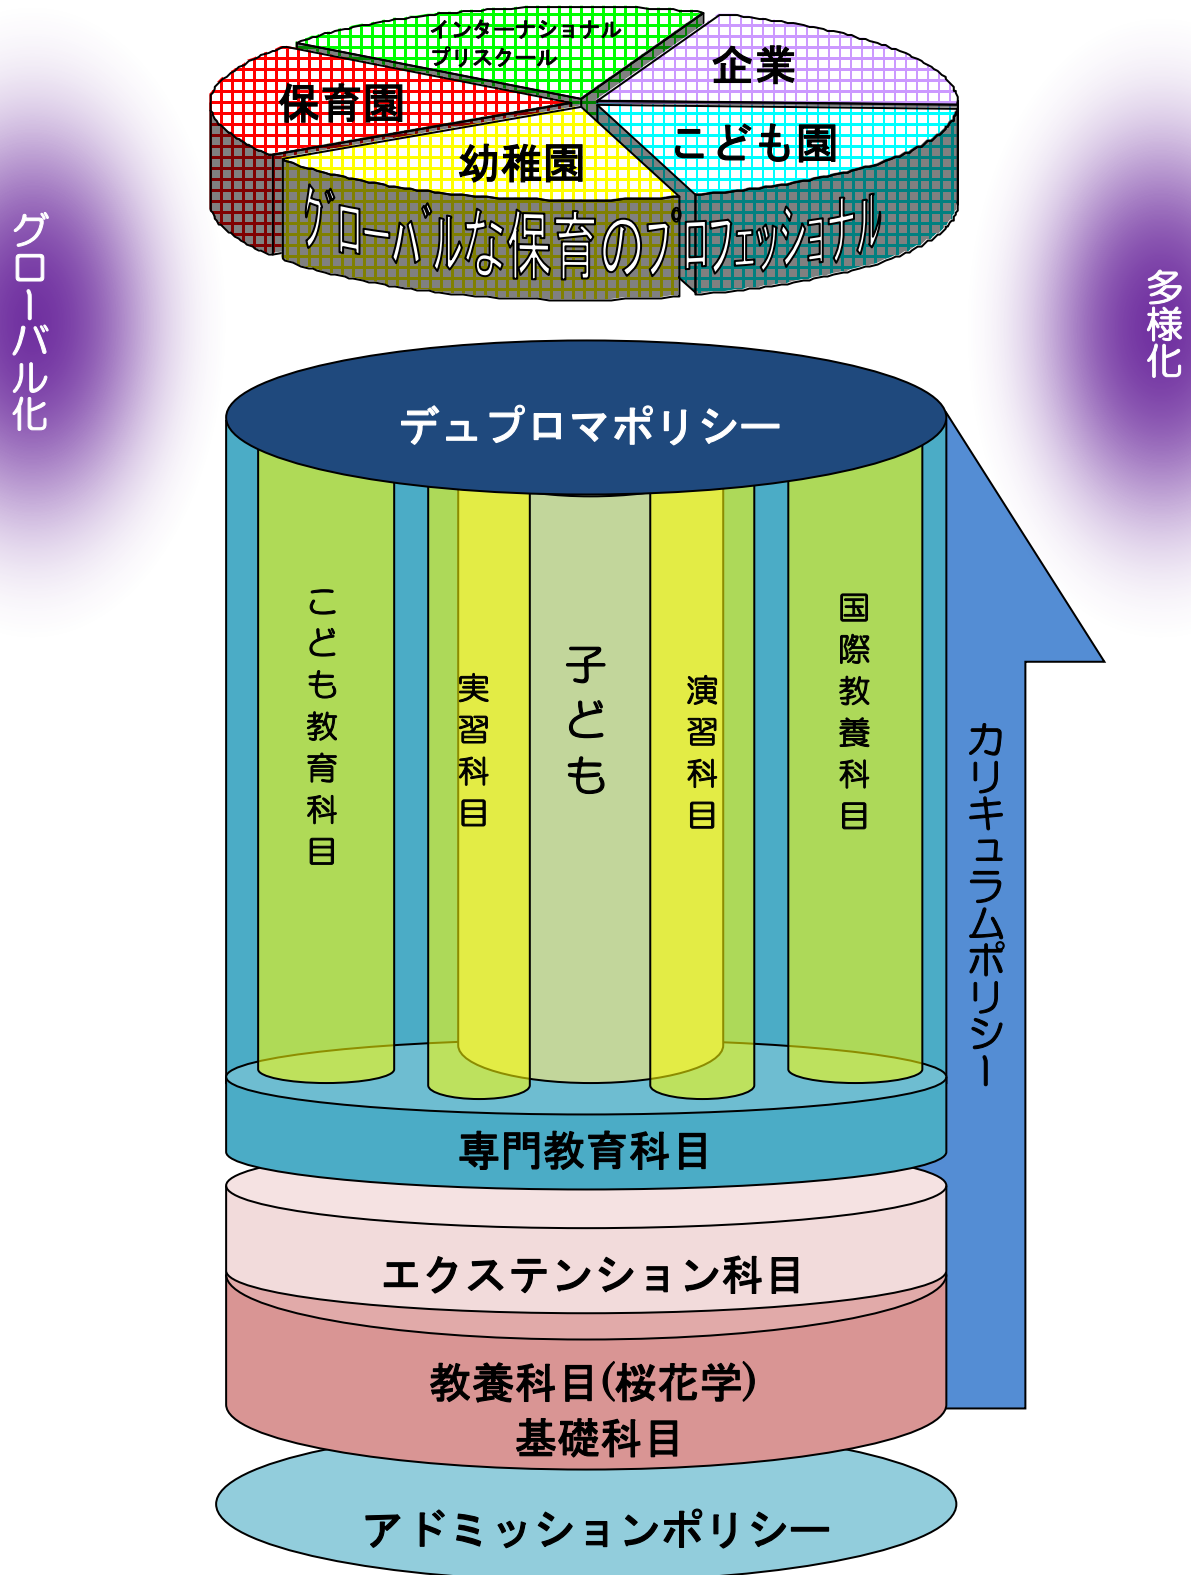 インターナショナル
プリスクール
企業
保育園
こども園
幼稚園
グローバルな保育のプロフェッショナル
グローバル化
多様化
デュプロマポリシー
こども教育科目
実習科目
子ども
演習科目
国際教養科目
カリキュラムポリシー
専門教育科目
エクステンション科目
教養科目(桜花学)
基礎科目
アドミッションポリシー